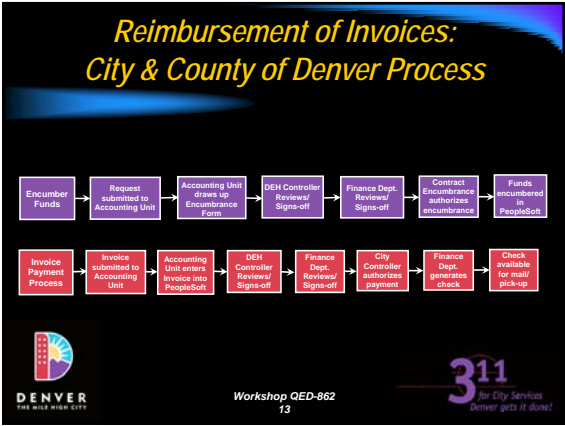 Reimbursement of Invoices:
City & County of Denver Process
Encumber
Funds
Request
submitted to
Accounting Unit
Accounting Unit
draws up
Encumbrance
Form
DEH Controller
Reviews/
Signs-off
Finance Dept.
Reviews/
Signs-off
Contract
Encumbrance
authorizes
encumbrance
Funds
encumbered
in
PeopleSoft
Invoice
Payment
Process
Invoice
submitted to
Accounting
Unit
Accounting
Unit enters
Invoice into
PeopleSoft
DEH
Controller
Reviews/
Signs-off
Finance
Dept.
Reviews/
Signs-off
City
Controller
authorizes
payment
Finance
Dept.
generates
check
Check
available
for mail/
pick-up
DENVER
THE MILE HIGH CITY
Workshop QED-862
13
311
for City Services
Denver gets it done!